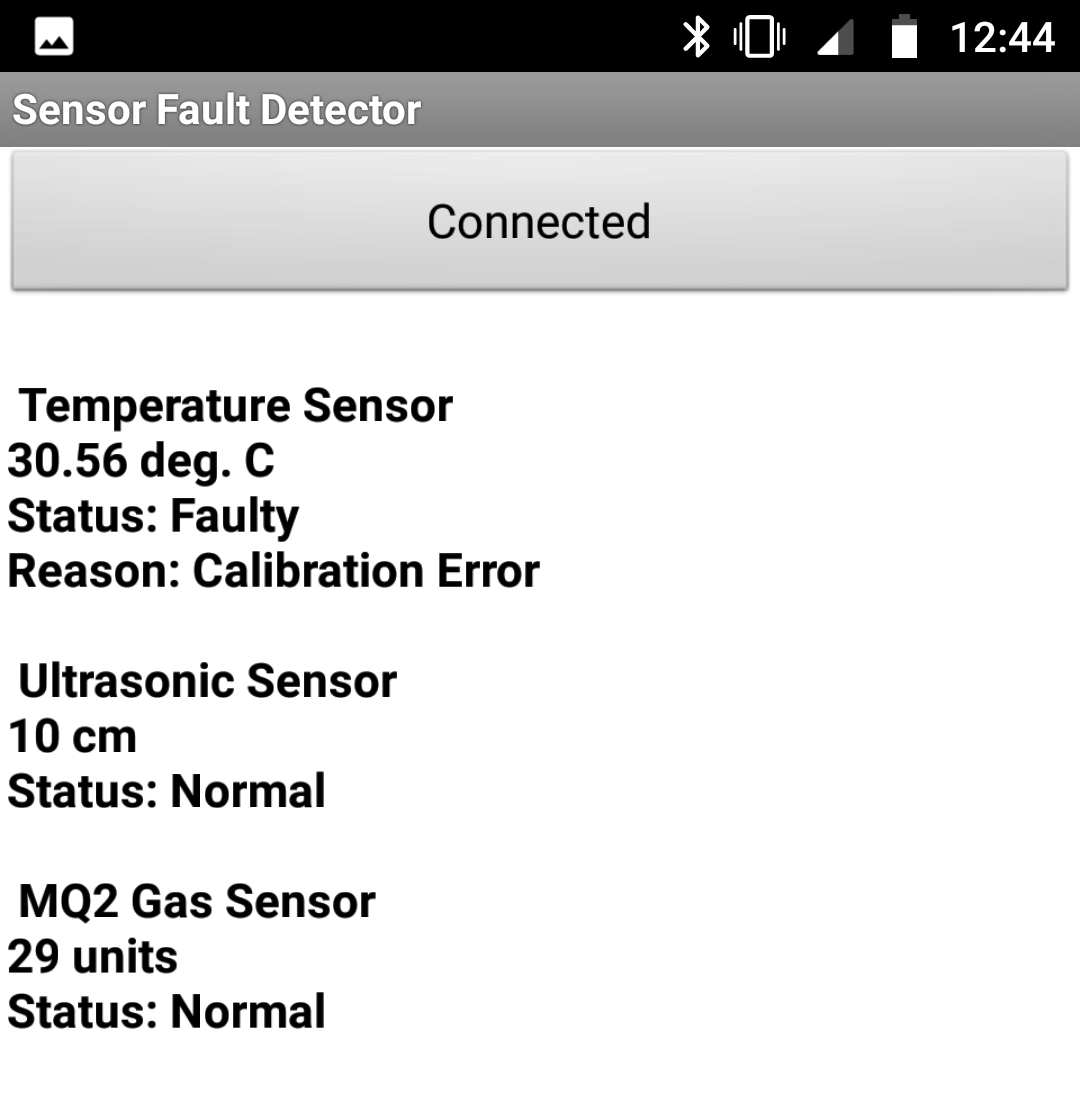 12:44
Sensor Fault Detector
Connected
Temperature Sensor
30.56 deg. C
Status: Faulty
Reason: Calibration Error
Ultrasonic Sensor
10 cm
Status: Normal
MQ2 Gas Sensor
29 units
Status: Normal